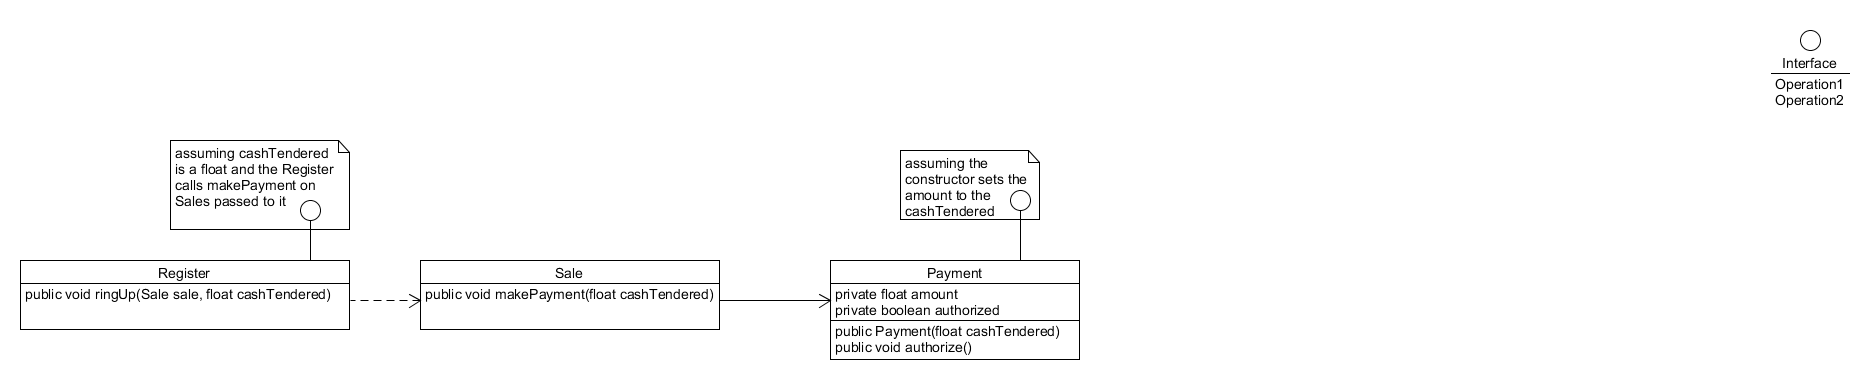 Interface
Operation1
Operation2
assuming cashTendered
is a float and the Register
calls makePayment on
Sales passed to it
assuming the
constructor sets the
amount to the
cashTendered
Register
public void ringUp(Sale sale, float cashTendered)
Sale
public void makePayment(float cashTendered)
Payment
private float amount
private boolean authorized
public Payment(float cashTendered)
public void authorize()